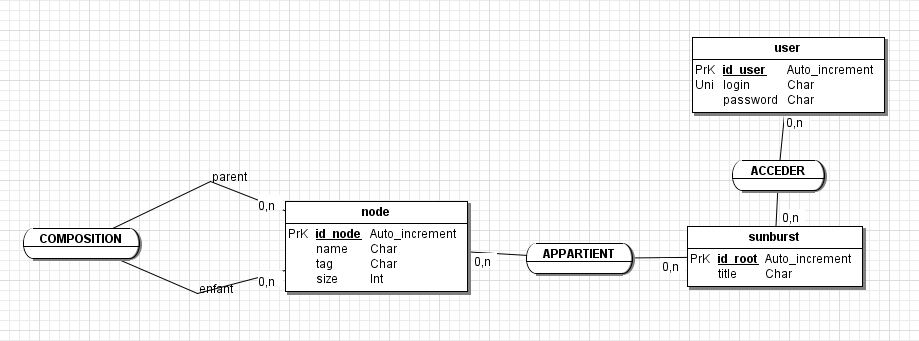 user
PrK id_user Auto_increment
Uni login Char
password Char
0,n
ACCEDER
0,n
parent
0,n
node
PrK id_node Auto_increment
name Char
tag Char
size Int
COMPOSITION
enfant
0,n
0,n
APPARTIENT
0,n
sunburst
PrK id_root Auto_increment
title Char